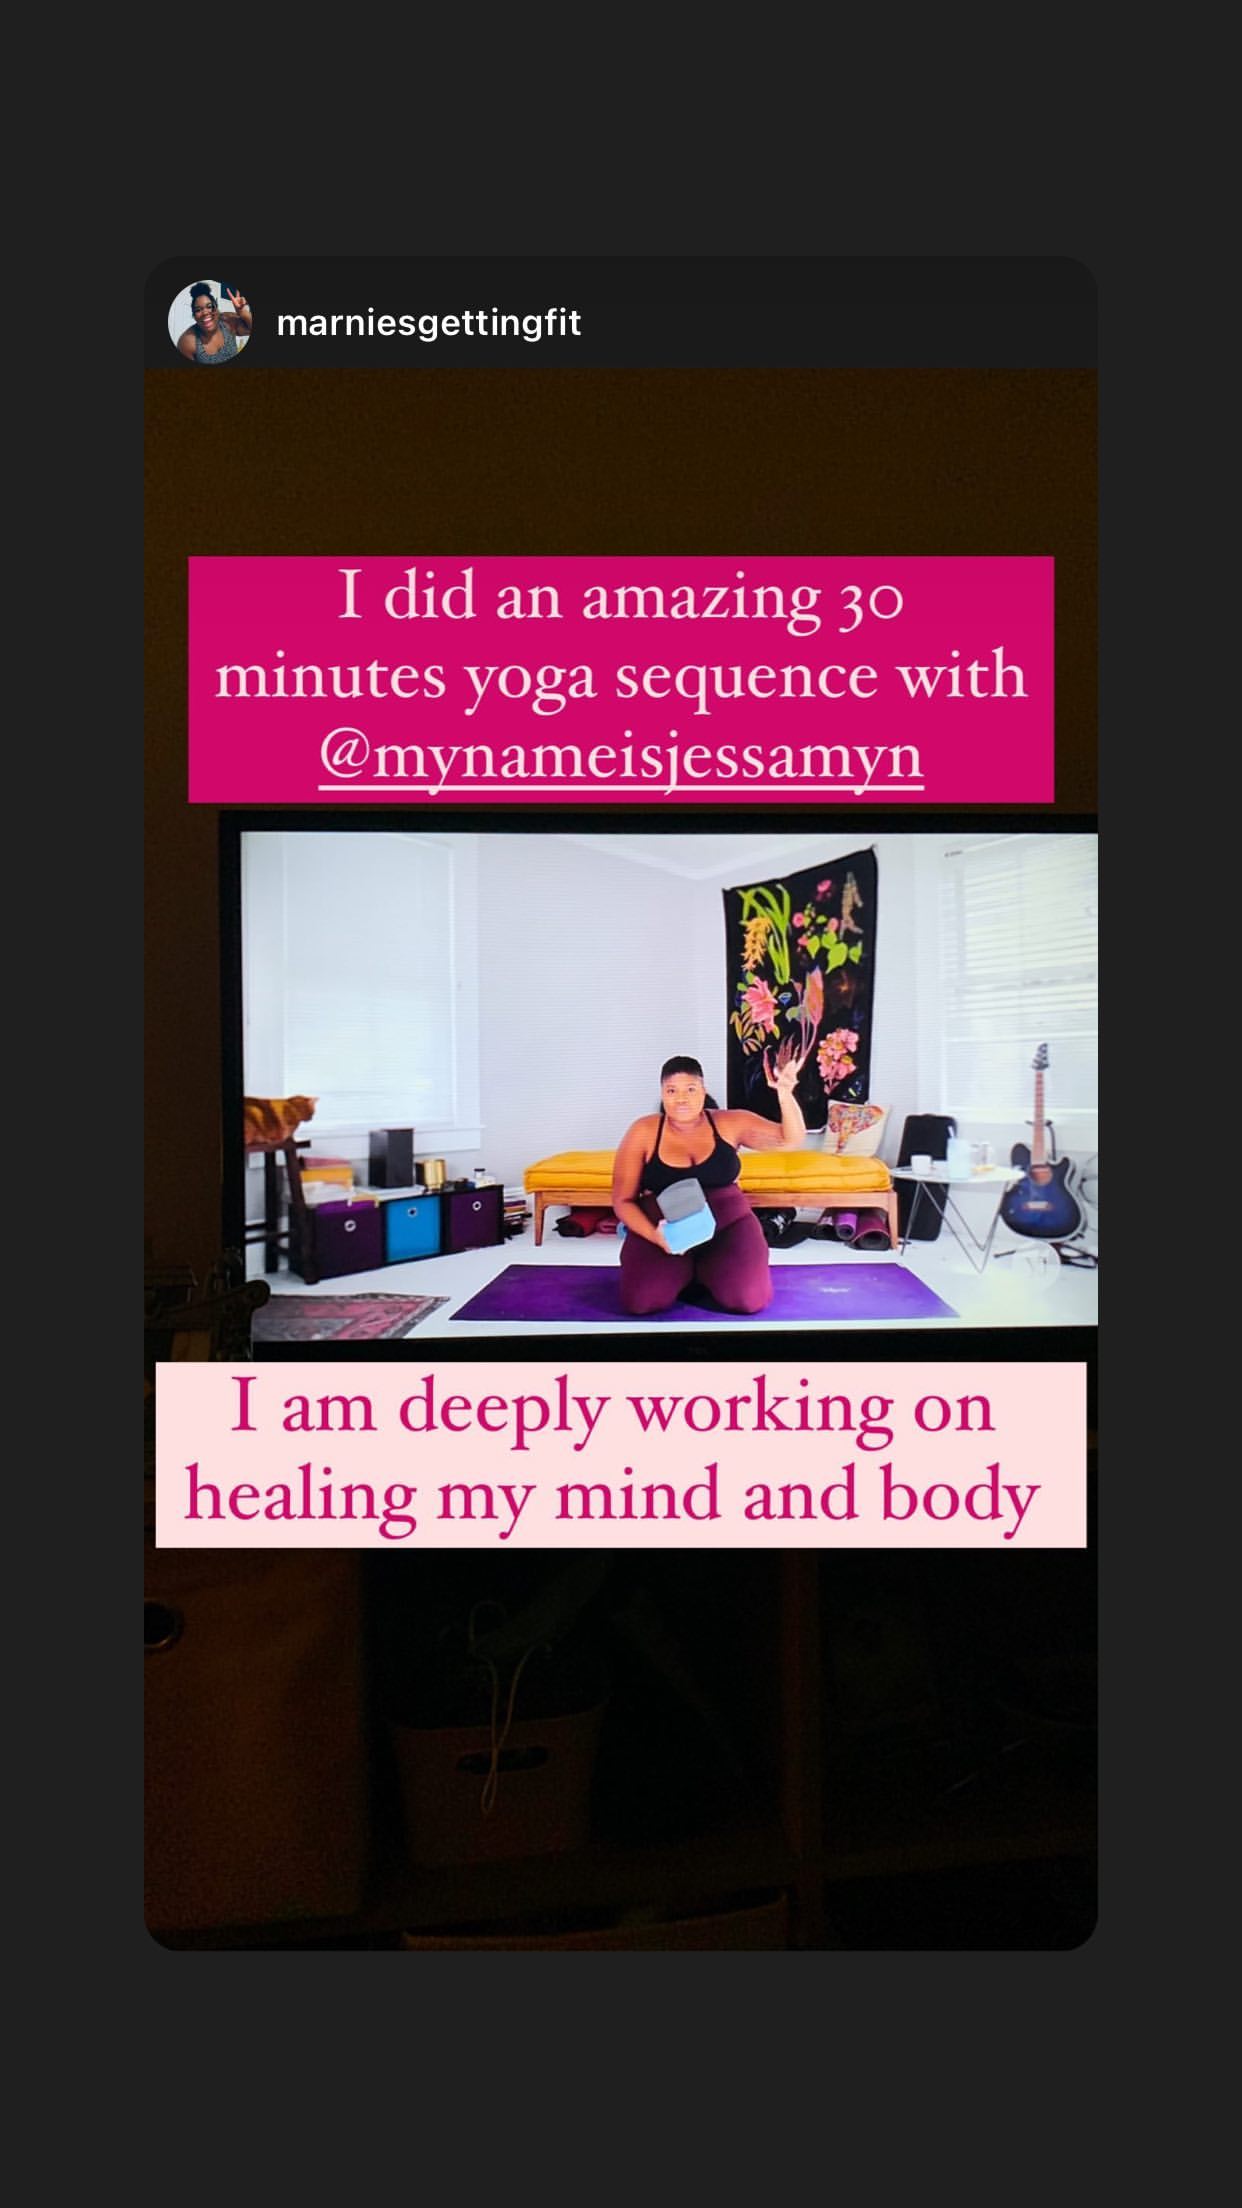 marniesgettingfit
I did an amazing 30
minutes yoga sequence with
@mynameisjessamyn
I am deeply working on
healing my mind and body